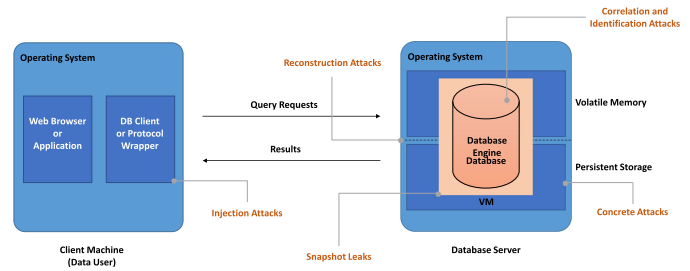 Correlation and
Identification Attacks
Operating System
Reconstruction Attacks
Operating System
Web Browser
or
Application
DB Client
or Protocol
Wrapper
Query Requests
Results
Volatile Memory
Database
Engine
Database
Persistent Storage
VM
Injection Attacks
Concrete Attacks
Snapshot Leaks
Client Machine
(Data User)
Database Server